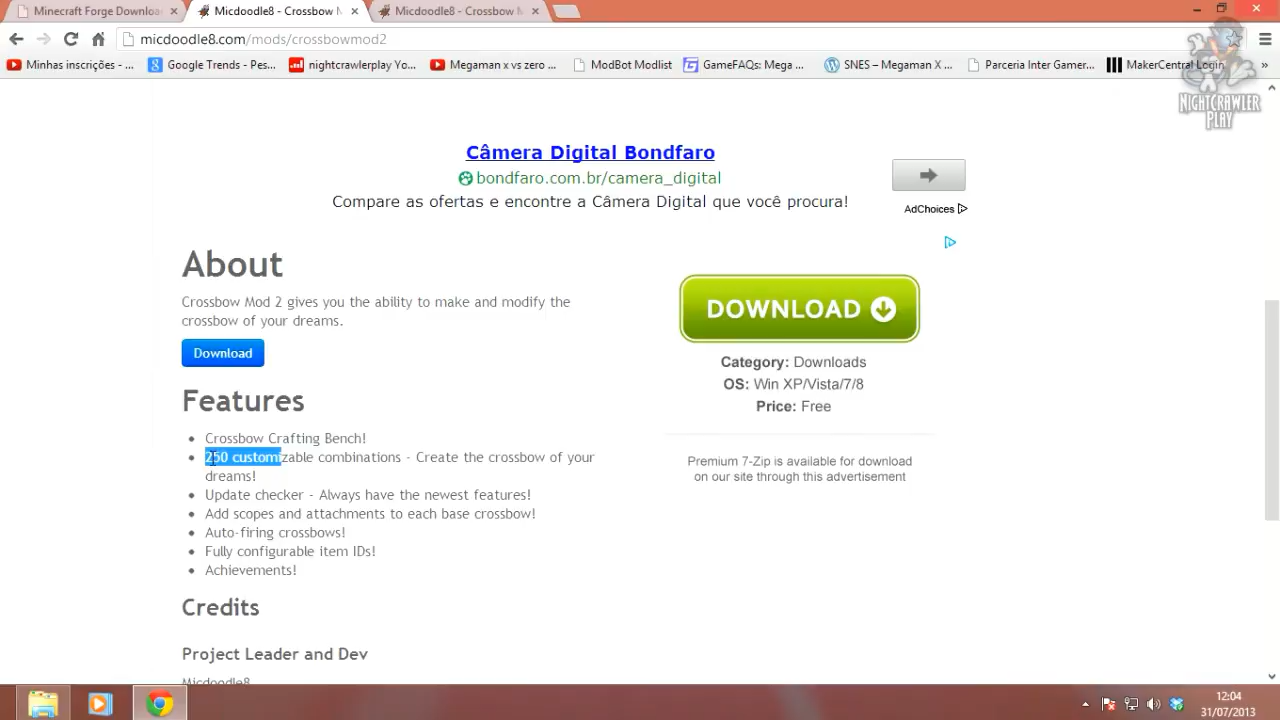 Minecraft Forge Downloa
Micdoodle8 - Crossbow M
Micdoodle8 - Crossbow M
micdoodle8.com/mods/crossbowmod2
Minhas inscrições - ...
Google Trends - Pes...
nightcrawlerplay Yo...
Megaman x vs zero ...
ModBot Modlist
GameFAQs: Mega ...
SNES – Megaman X ...
Parceria Inter Gamer...
MakerCentral Login
»
NIGHTCRAWLER
PLAY
Câmera Digital Bondfaro
bondfaro.com.br/camera_digital
Compare as ofertas e encontre a Câmera Digital que você procura!
AdChoices
About
Crossbow Mod 2 gives you the ability to make and modify the
crossbow of your dreams.
Download
DOWNLOAD
Category: Downloads
OS: Win XP/Vista/7/8
Price: Free
Premium 7-Zip is available for download
on our site through this advertisement
Features
• Crossbow Crafting Bench!
• 250 customizable combinations - Create the crossbow of your
dreams!
• Update checker - Always have the newest features!
• Add scopes and attachments to each base crossbow!
• Auto-firing crossbows!
• Fully configurable item IDs!
• Achievements!
Credits
Project Leader and Dev
Micdoodle8
12:04
31/07/2013